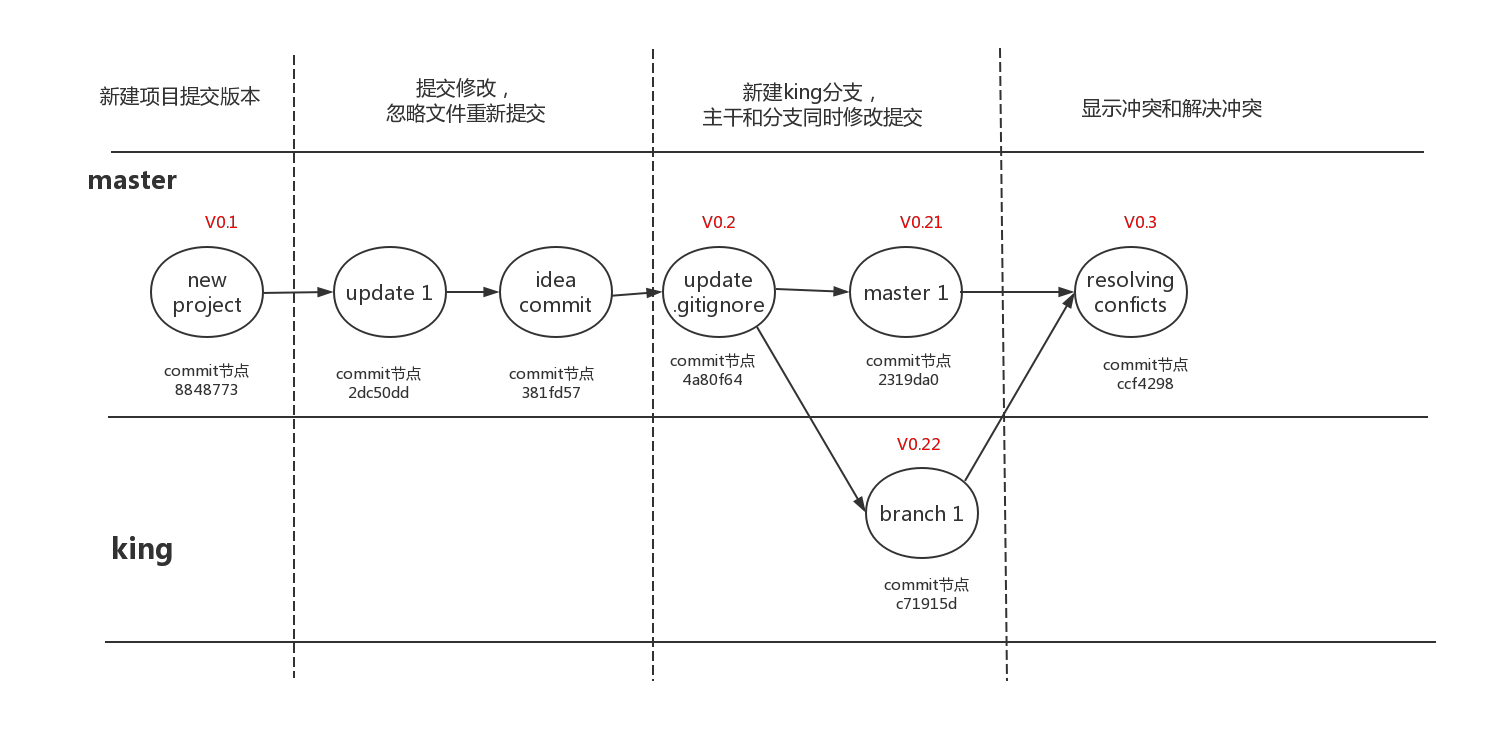 新建项目提交版本
提交修改，
忽略文件重新提交
新建king分支，
主干和分支同时修改提交
显示冲突和解决冲突
master
V0.1
V0.2
V0.21
V0.3
new
project
update 1
idea
commit
update
.gitignore
master 1
resolving
conficts
commit节点
8848773
commit节点
2dc50dd
commit节点
381fd57
commit节点
4a80f64
commit节点
2319da0
commit节点
ccf4298
king
V0.22
branch 1
commit节点
c71915d